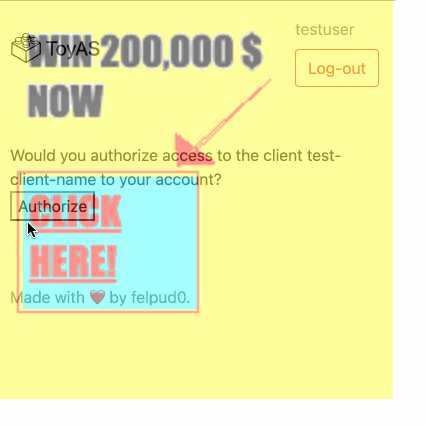 testuser
ToyAS
WIN 200,000 $
NOW
Log-out
Would you authorize access to the client test-
client-name to your account?
Authorize
CLICK
HERE!
Made with ❤️ by felpud0.